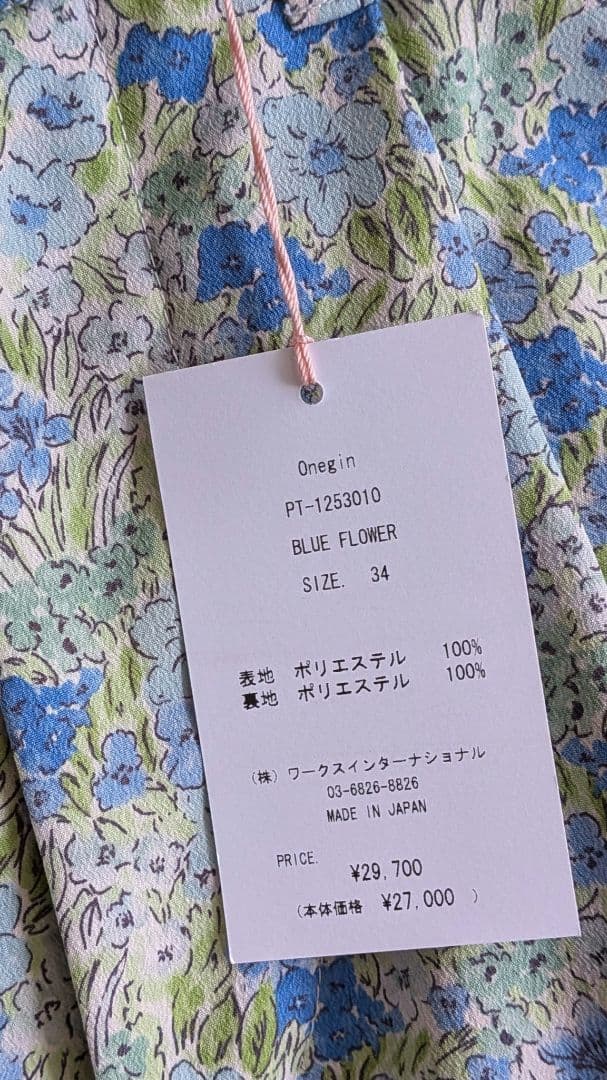 Onegin
PT-1253010
BLUE FLOWER
SIZE. 34
表地 ポリエステル 100%
裏地 ポリエステル 100%
(株)ワークスインターナショナル
03-6826-8826
MADE IN JAPAN
PRICE. ¥29,700
(本体価格 ¥27,000 )